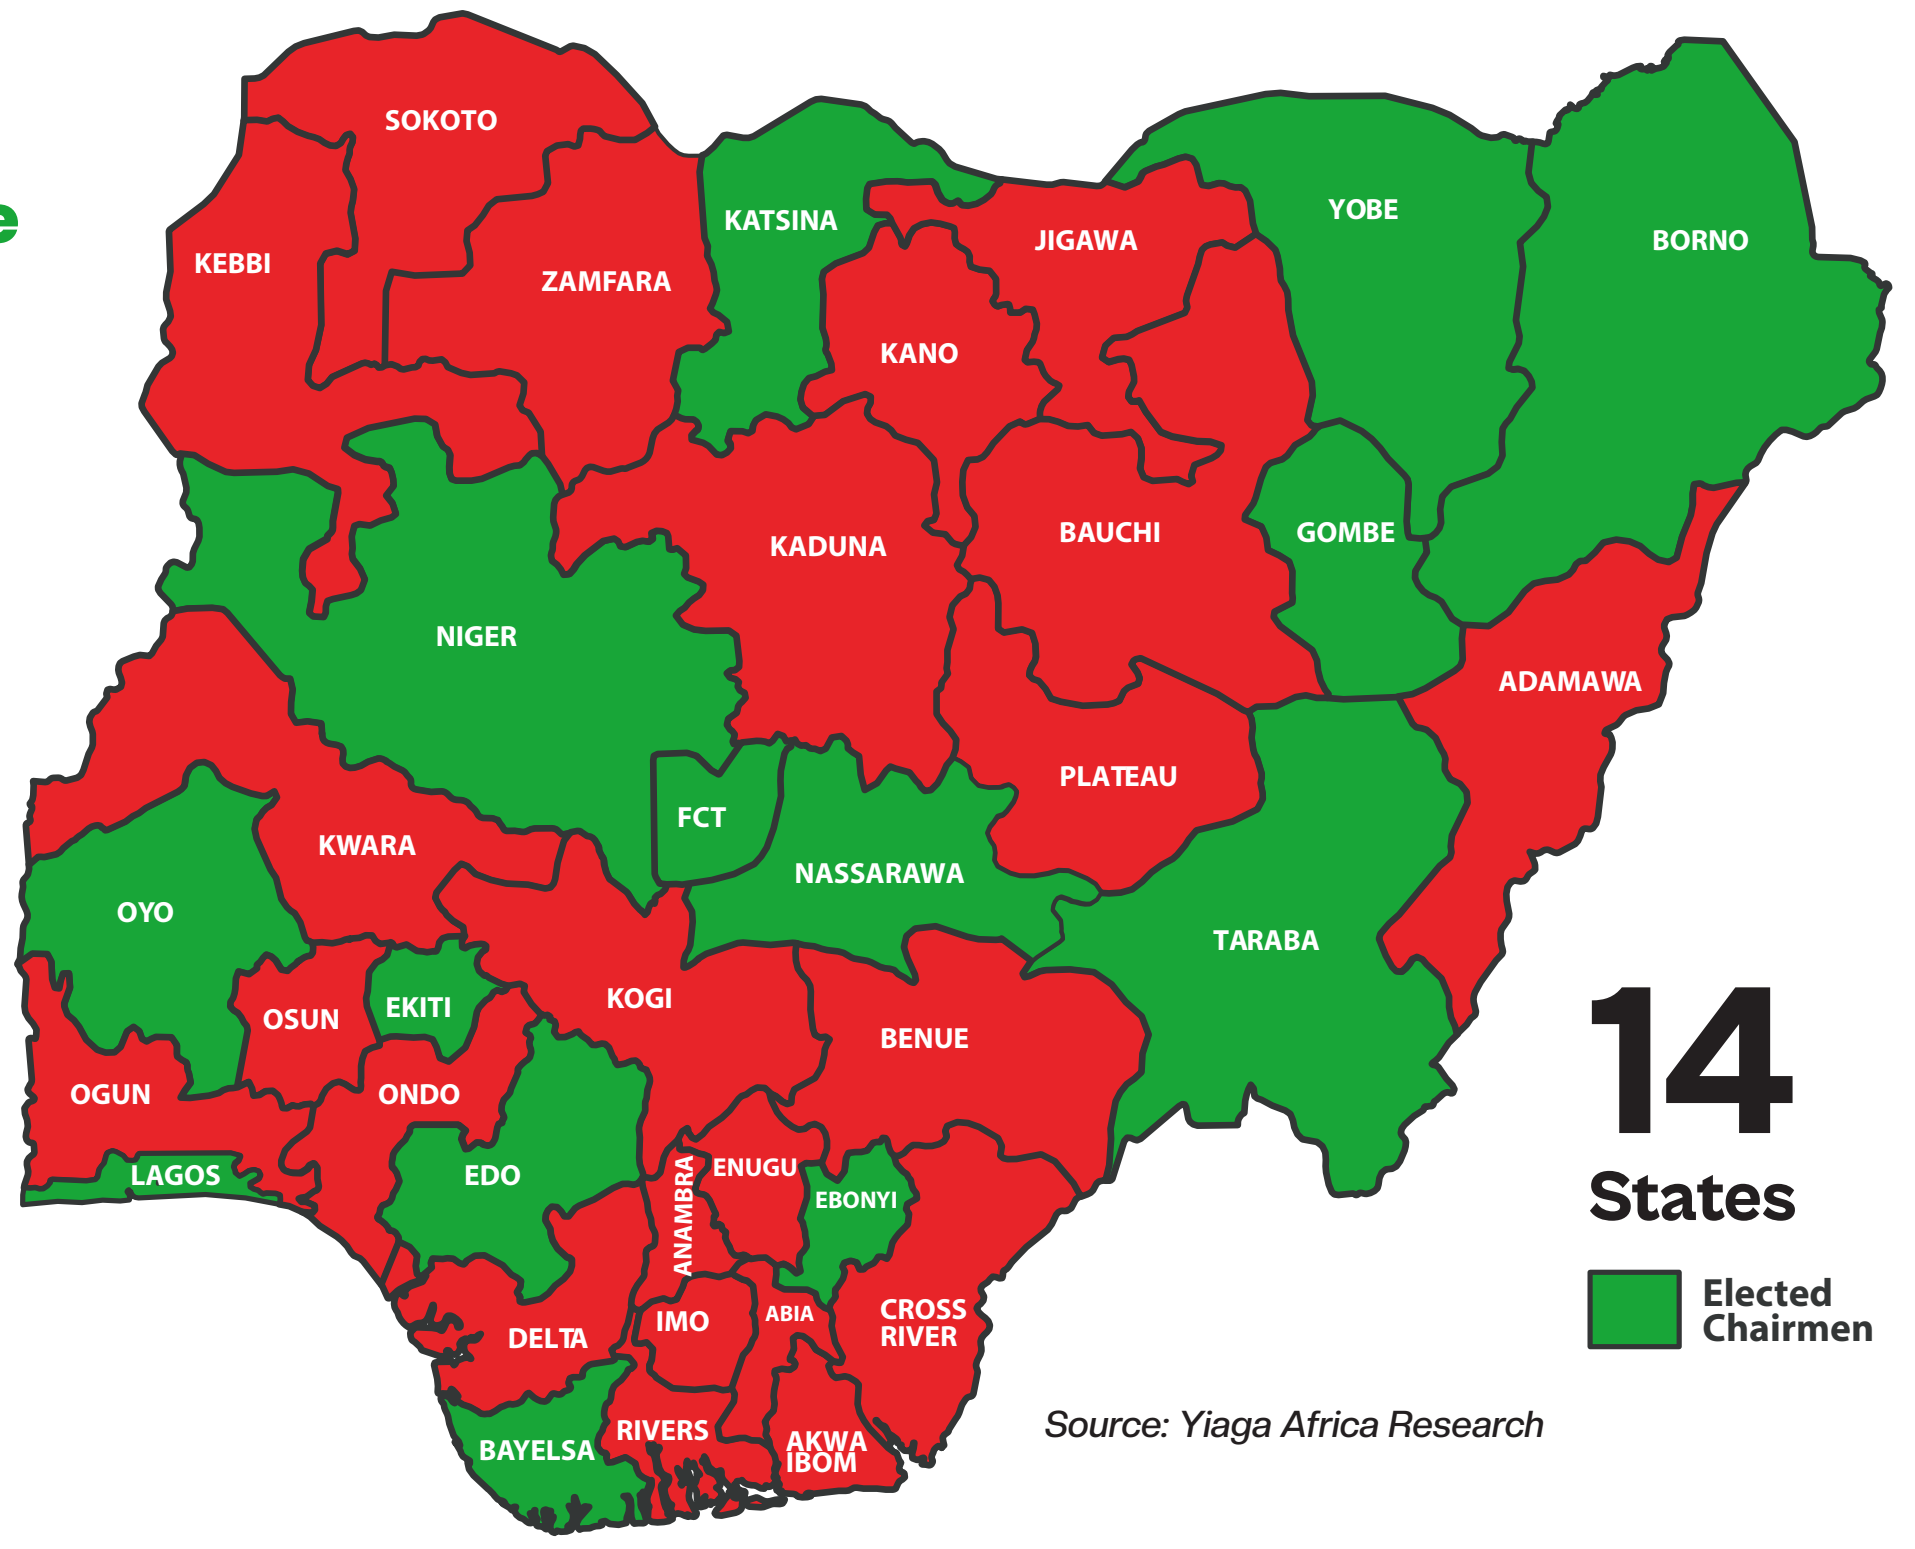 SOKOTO
KATSINA
YOBE
BORNO
KEBBI
ZAMFARA
JIGAWA
KANO
KADUNA
BAUCHI
GOMBE
NIGER
ADAMAWA
PLATEAU
FCT
KWARA
NASSARAWA
OYO
TARABA
KOGI
OSUN
EKITI
BENUE
OGUN
ONDO
LAGOS
EDO
ANAMBRA
ENUGU
EBONYI
IMO
ABIA
CROSS
RIVER
DELTA
BAYELSA
RIVERS
AKWA
IBOM
14
States
Elected
Chairmen
Source: Yiaga Africa Research